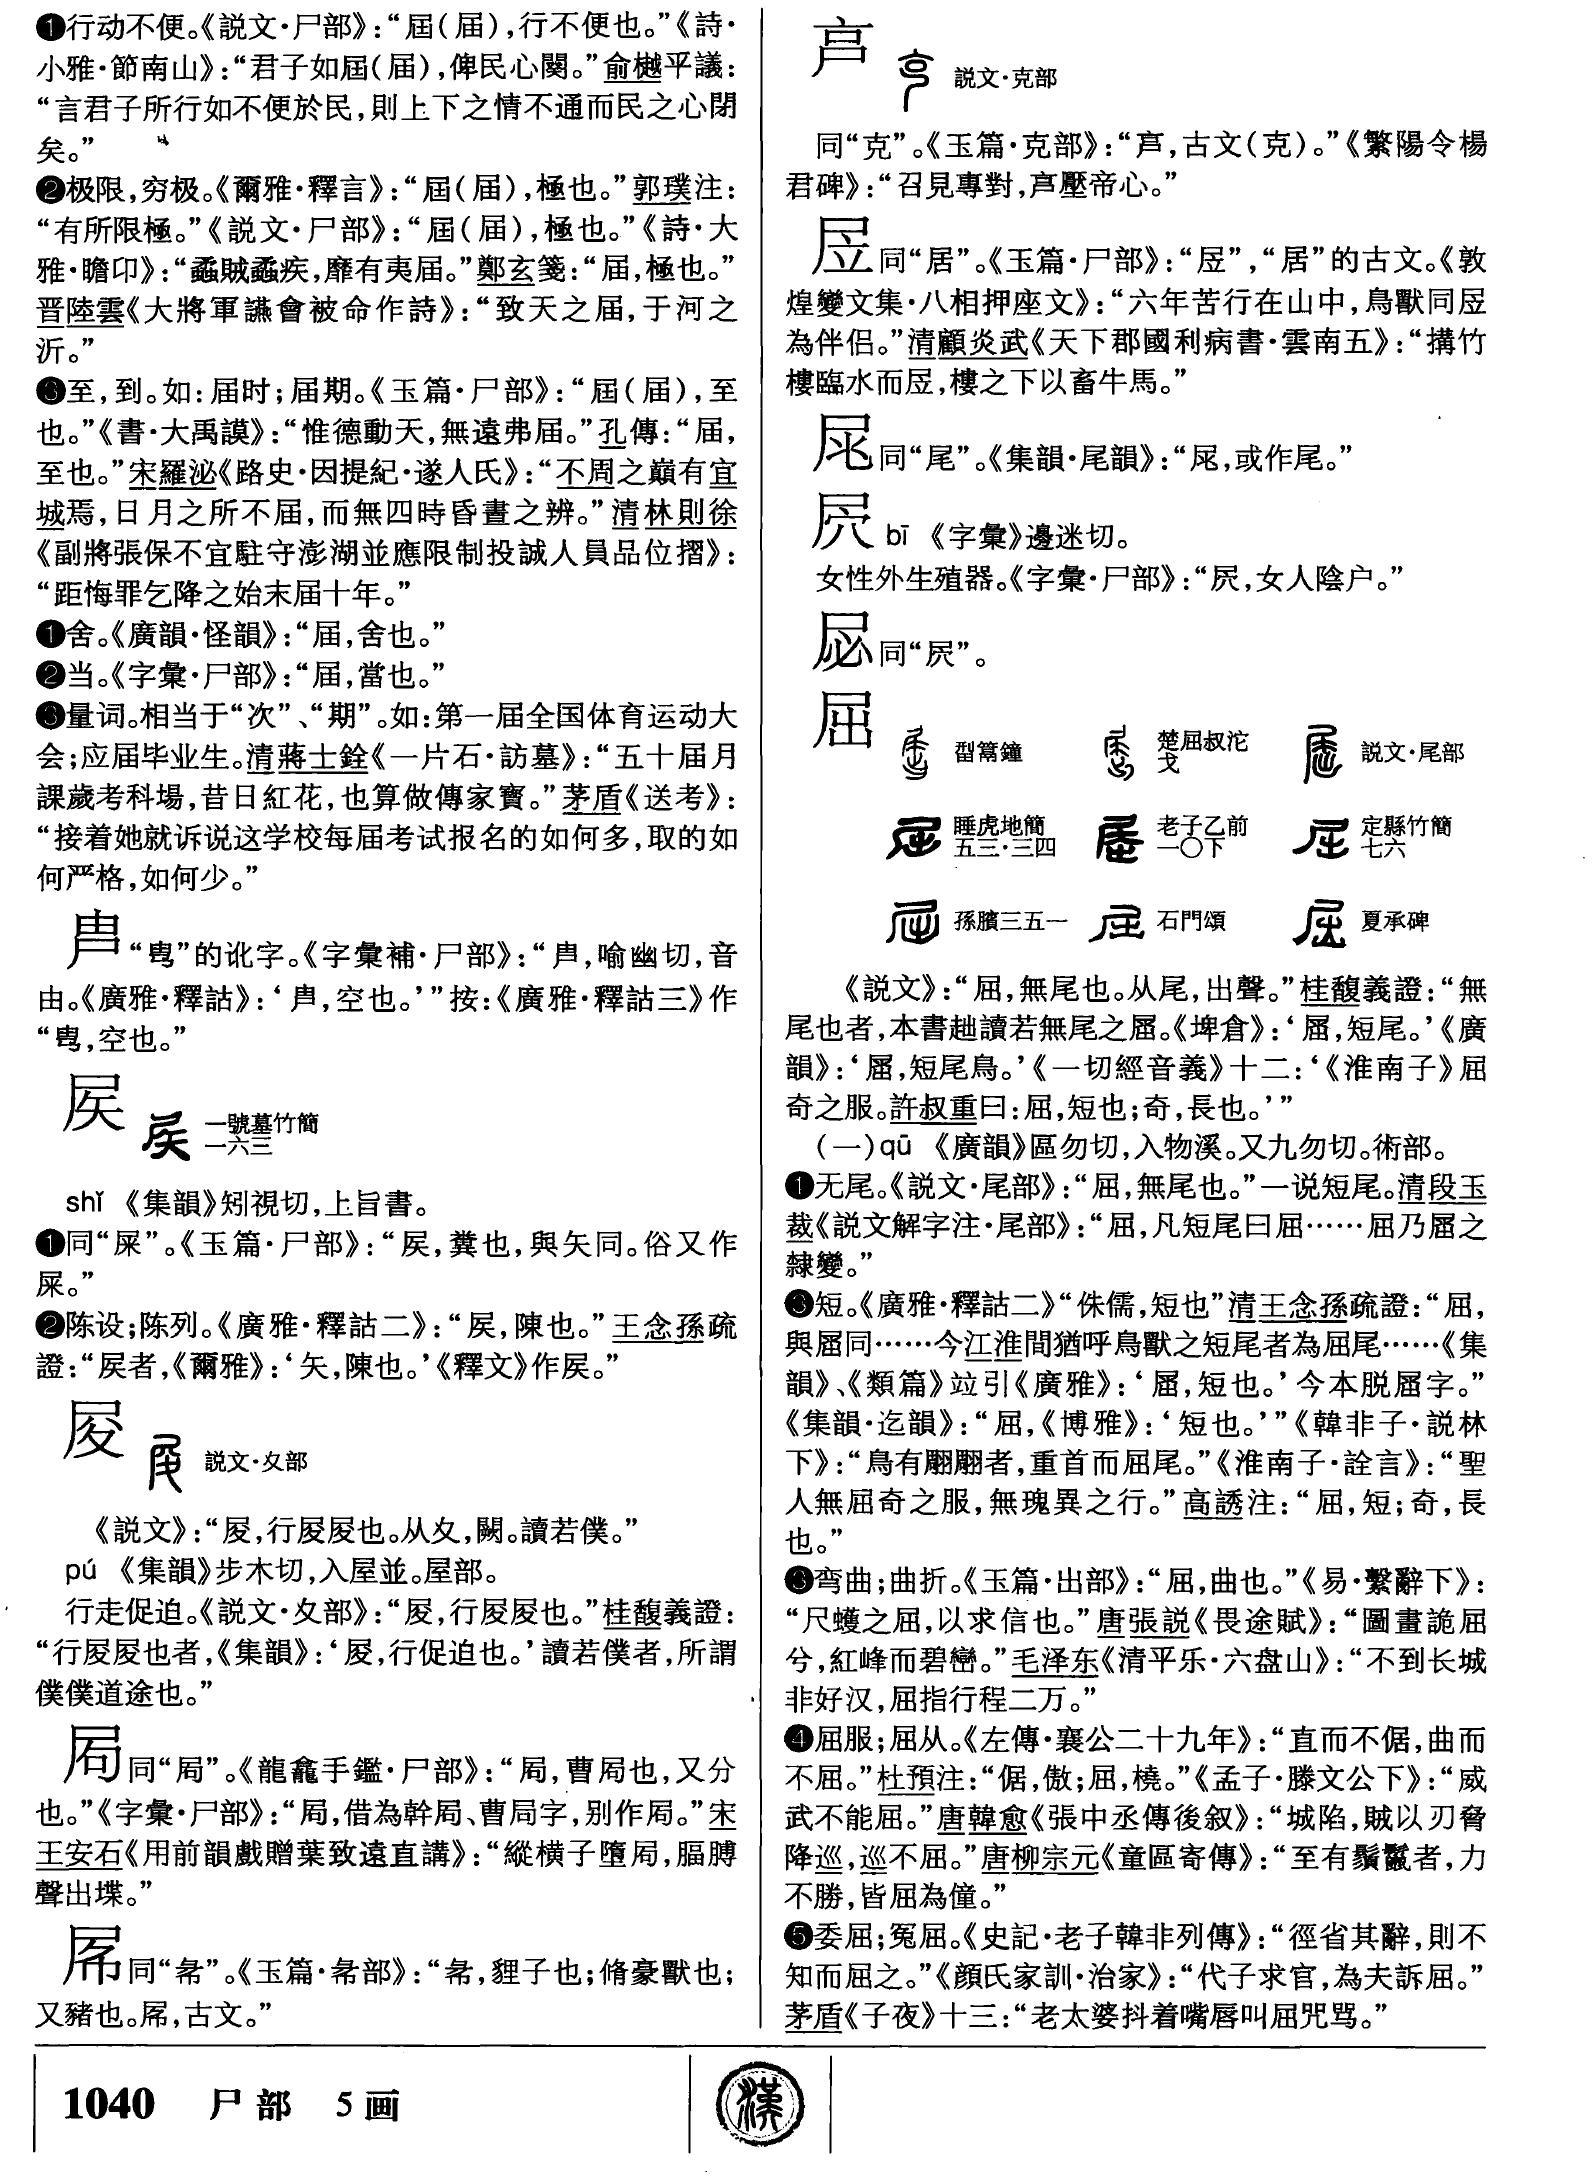 ❶行动不便。《説文·尸部》：“屆(届)，行不便也。”《詩·
小雅·節南山》：“君子如屆(届)，俾民心闋。”俞樾平議：
“言君子所行如不便於民，則上下之情不通而民之心閉
矣。”
❷极限，穷极。《爾雅·釋言》：“屆(届)，極也。”郭璞注：
“有所限極。”《説文·尸部》：“屆(届)，極也。”《詩·大
雅·瞻卬》：“蟊賊蟊疾，靡有夷届。”鄭玄箋：“届，極也。”
晋陸雲《大將軍讌會被命作詩》：“致天之届，于河之
沂。”
❸至，到。如：届时；届期。《玉篇·尸部》：“屆(届)，至
也。”《書·大禹謨》：“惟德動天，無遠弗届。”孔傳：“届，
至也。”宋羅泌《路史·因提紀·遂人氏》：“不周之巔有宜
城焉，日月之所不届，而無四時昏晝之辨。”清林則徐
《副將張保不宜駐守澎湖並應限制投誠人員品位摺》：
“距悔罪乞降之始末届十年。”
❶舍。《廣韻·怪韻》：“届，舍也。”
❷当。《字彙·尸部》：“届，當也。”
❸量词。相当于“次”、“期”。如：第一届全国体育运动大
会；应届毕业生。清蔣士銓《一片石·訪墓》：“五十届月
課歲考科場，昔日紅花，也算做傳家寶。”茅盾《送考》：
“接着她就诉说这学校每届考试报名的如何多，取的如
何严格，如何少。”
“甹”的讹字。《字彙補·尸部》：“，喻幽切，音
由。《廣雅·釋詁》：‘，空也。’”按：《廣雅·釋詁三》作
“，空也。”
𡱁
一號墓竹簡
一六三
shǐ 《集韻》矧視切，上旨書。
❶同“屎”。《玉篇·尸部》：“𡱁，糞也，與矢同。俗又作
屎。”
❷陈设；陈列。《廣雅·釋詁二》：“𡱁，陳也。”王念孫疏
證：“𡱁者，《爾雅》：‘矢，陳也。’《釋文》作𡱁。”
㞎
説文·夊部
《説文》：“，行也。从夊，闕。讀若僕。”
pú 《集韻》步木切，入屋並。屋部。
行走促迫。《説文·夊部》：“，行也。”桂馥義證：
“行也者，《集韻》：‘，行促迫也。’讀若僕者，所謂
僕僕道途也。”
同“局”。《龍龕手鑑·尸部》：“局，曹局也，又分
也。”《字彙·尸部》：“局，借為幹局、曹局字，别作局。”宋
王安石《用前韻戲贈葉致遠直講》：“縱横子墮局，腷膊
聲出堞。”
同“㣇”。《玉篇·㣇部》：“㣇，貍子也；脩豪獸也；
又豬也。，古文。”
1040 尸部 5画
漢
説文·克部
同“克”。《玉篇·克部》：“，古文(克)。”《繁陽令楊
君碑》：“召見專對，壓帝心。”
㞐同“居”。《玉篇·尸部》：“㞐”，“居”的古文。《敦
煌變文集·八相押座文》：“六年苦行在山中，鳥獸同㞐
為伴侣。”清顧炎武《天下郡國利病書·雲南五》：“搆竹
樓臨水而㞐，樓之下以畜牛馬。”
同“尾”。《集韻·尾韻》：“，或作尾。”
bī 《字彙》邊迷切。
女性外生殖器。《字彙·尸部》：“，女人陰户。”
同“”。
屈
鐘
楚屈叔沱
戈
説文·尾部
睡虎地簡
五三·三四
老子乙前
一〇下
定縣竹簡
七六
孫臏三五一
石門頌
夏承碑
《説文》：“屈，無尾也。从尾，出聲。”桂馥義證：“無
尾也者，本書趉讀若無尾之屈。《埤倉》：‘屈，短尾。’《廣
韻》：‘屈，短尾鳥。’《一切經音義》十二：‘《淮南子》屈
奇之服。許叔重曰：屈，短也；奇，長也。’”
(一)qū 《廣韻》區勿切，入物溪。又九勿切。術部。
❶无尾。《説文·尾部》：“屈，無尾也。”一说短尾。清段玉
裁《説文解字注·尾部》：“屈，凡短尾曰屈……屈乃𡲬之
隸變。”
❸短。《廣雅·釋詁二》“侏儒，短也”清王念孫疏證：“屈，
與𡲬同……今江淮間猶呼鳥獸之短尾者為屈尾……《集
韻》、《類篇》竝引《廣雅》：‘𡲬，短也。’今本脱𡲬字。”
《集韻·迄韻》：“屈，《博雅》：‘短也。’”《韓非子·説林
下》：“鳥有翢翢者，重首而屈尾。”《淮南子·詮言》：“聖
人無屈奇之服，無瑰異之行。”高誘注：“屈，短；奇，長
也。”
❸弯曲；曲折。《玉篇·出部》：“屈，曲也。”《易·繫辭下》：
“尺蠖之屈，以求信也。”唐張説《畏途賦》：“圖畫詭屈
兮，紅峰而碧巒。”毛泽东《清平乐·六盘山》：“不到长城
非好汉，屈指行程二万。”
❹屈服；屈从。《左傳·襄公二十九年》：“直而不倨，曲而
不屈。”杜預注：“倨，傲；屈，橈。”《孟子·滕文公下》：“威
武不能屈。”唐韓愈《張中丞傳後叙》：“城陷，賊以刃脅
降巡，巡不屈。”唐柳宗元《童區寄傳》：“至有鬚鬣者，力
不勝，皆屈為僮。”
❺委屈；冤屈。《史記·老子韓非列傳》：“徑省其辭，則不
知而屈之。”《顔氏家訓·治家》：“代子求官，為夫訴屈。”
茅盾《子夜》十三：“老太婆抖着嘴唇叫屈咒骂。”